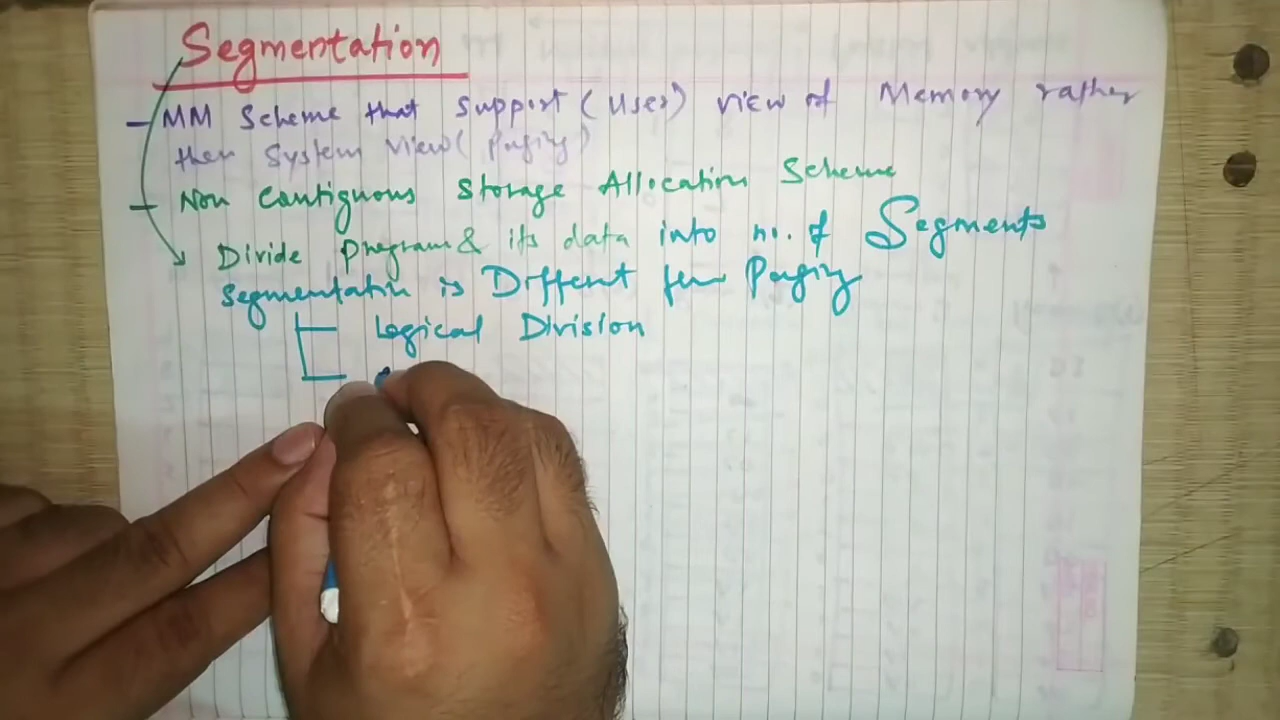 Segmentation
- MM Scheme that support (User) view of Memory rather
then System view (Paging)
- Non Contiguous Storage Allocation Scheme
Divide program & its data into no. of Segments
Segmentation is Different from Paging
Logical Division